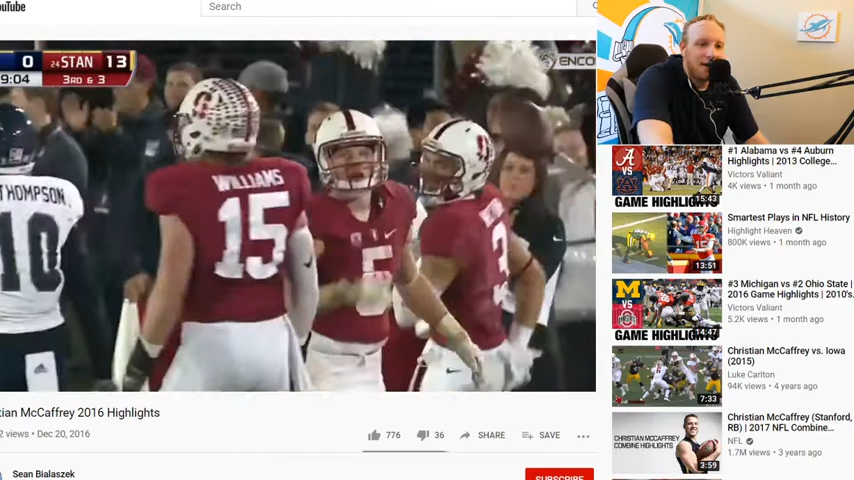 ouTube
Search
0 24 STAN 13
9:04 3RD & 3
ENCO
THOMPSON
10
WILLIAMS
15
5
3
tian McCaffrey 2016 Highlights
2 views • Dec 20, 2016
776
36
SHARE
SAVE
Sean Bialaszek
SUBSCRIBE
#1 Alabama vs #4 Auburn
Highlights | 2013 College...
Victors Valiant
4K views • 1 month ago
VS
15:43
GAME HIGHLIGHTS
Smartest Plays in NFL History
Highlight Heaven
800K views • 1 month ago
13:51
#3 Michigan vs #2 Ohio State |
2016 Game Highlights | 2010's
Victors Valiant
5.2K views • 1 month ago
VS
14:47
GAME HIGHLIGHTS
Christian McCaffrey vs. Iowa
(2015)
Luke Carlton
94K views • 4 years ago
7:33
Christian McCaffrey (Stanford,
RB) | 2017 NFL Combine...
NFL
1.7M views • 3 years ago
CHRISTIAN MCCAFFREY
COMBINE HIGHLIGHTS
3:59